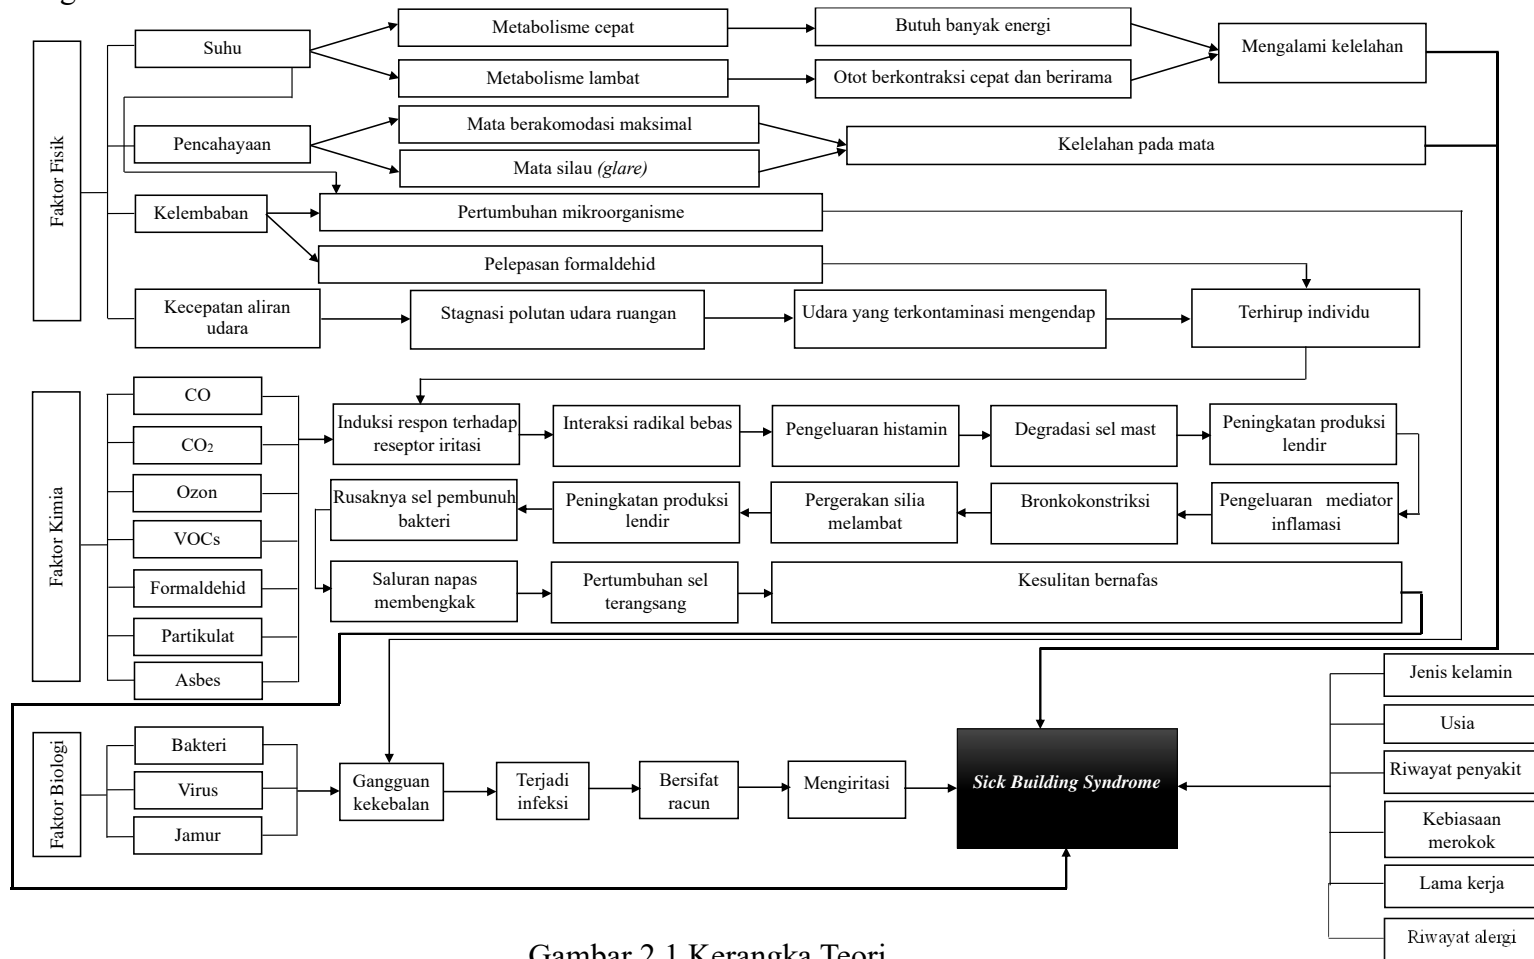 Metabolisme cepat
Butuh banyak energi
Suhu
Mengalami kelelahan
Metabolisme lambat
Otot berkontraksi cepat dan berirama
Faktor Fisik
Pencahayaan
Mata berakomodasi maksimal
Kelelahan pada mata
Mata silau (glare)
Kelembaban
Pertumbuhan mikroorganisme
Pelepasan formaldehid
Kecepatan aliran
udara
Stagnasi polutan udara ruangan
Udara yang terkontaminasi mengendap
Terhirup individu
Faktor Kimia
CO
CO2
Ozon
VOCs
Formaldehid
Partikulat
Asbes
Induksi respon terhadap
reseptor iritasi
Interaksi radikal bebas
Pengeluaran histamin
Degradasi sel mast
Peningkatan produksi
lendir
Rusaknya sel pembunuh
bakteri
Peningkatan produksi
lendir
Pergerakan silia
melambat
Bronkokonstriksi
Pengeluaran mediator
inflamasi
Saluran napas
membengkak
Pertumbuhan sel
terangsang
Kesulitan bernafas
Faktor Biologi
Bakteri
Virus
Jamur
Gangguan
kekebalan
Terjadi
infeksi
Bersifat
racun
Mengiritasi
Sick Building Syndrome
Jenis kelamin
Usia
Riwayat penyakit
Kebiasaan
merokok
Lama kerja
Riwayat alergi
Gambar 2.1 Kerangka Teori